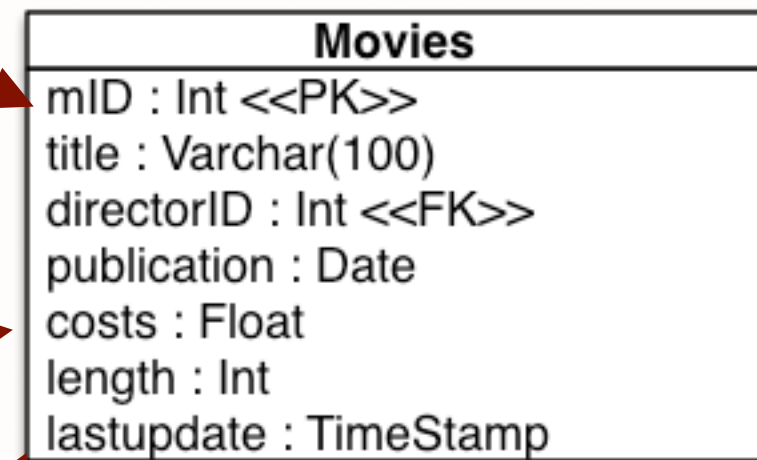 Movies
mID : Int <<PK>>
title : Varchar(100)
directorID : Int <<FK>>
publication : Date
costs : Float
length : Int
lastupdate : TimeStamp